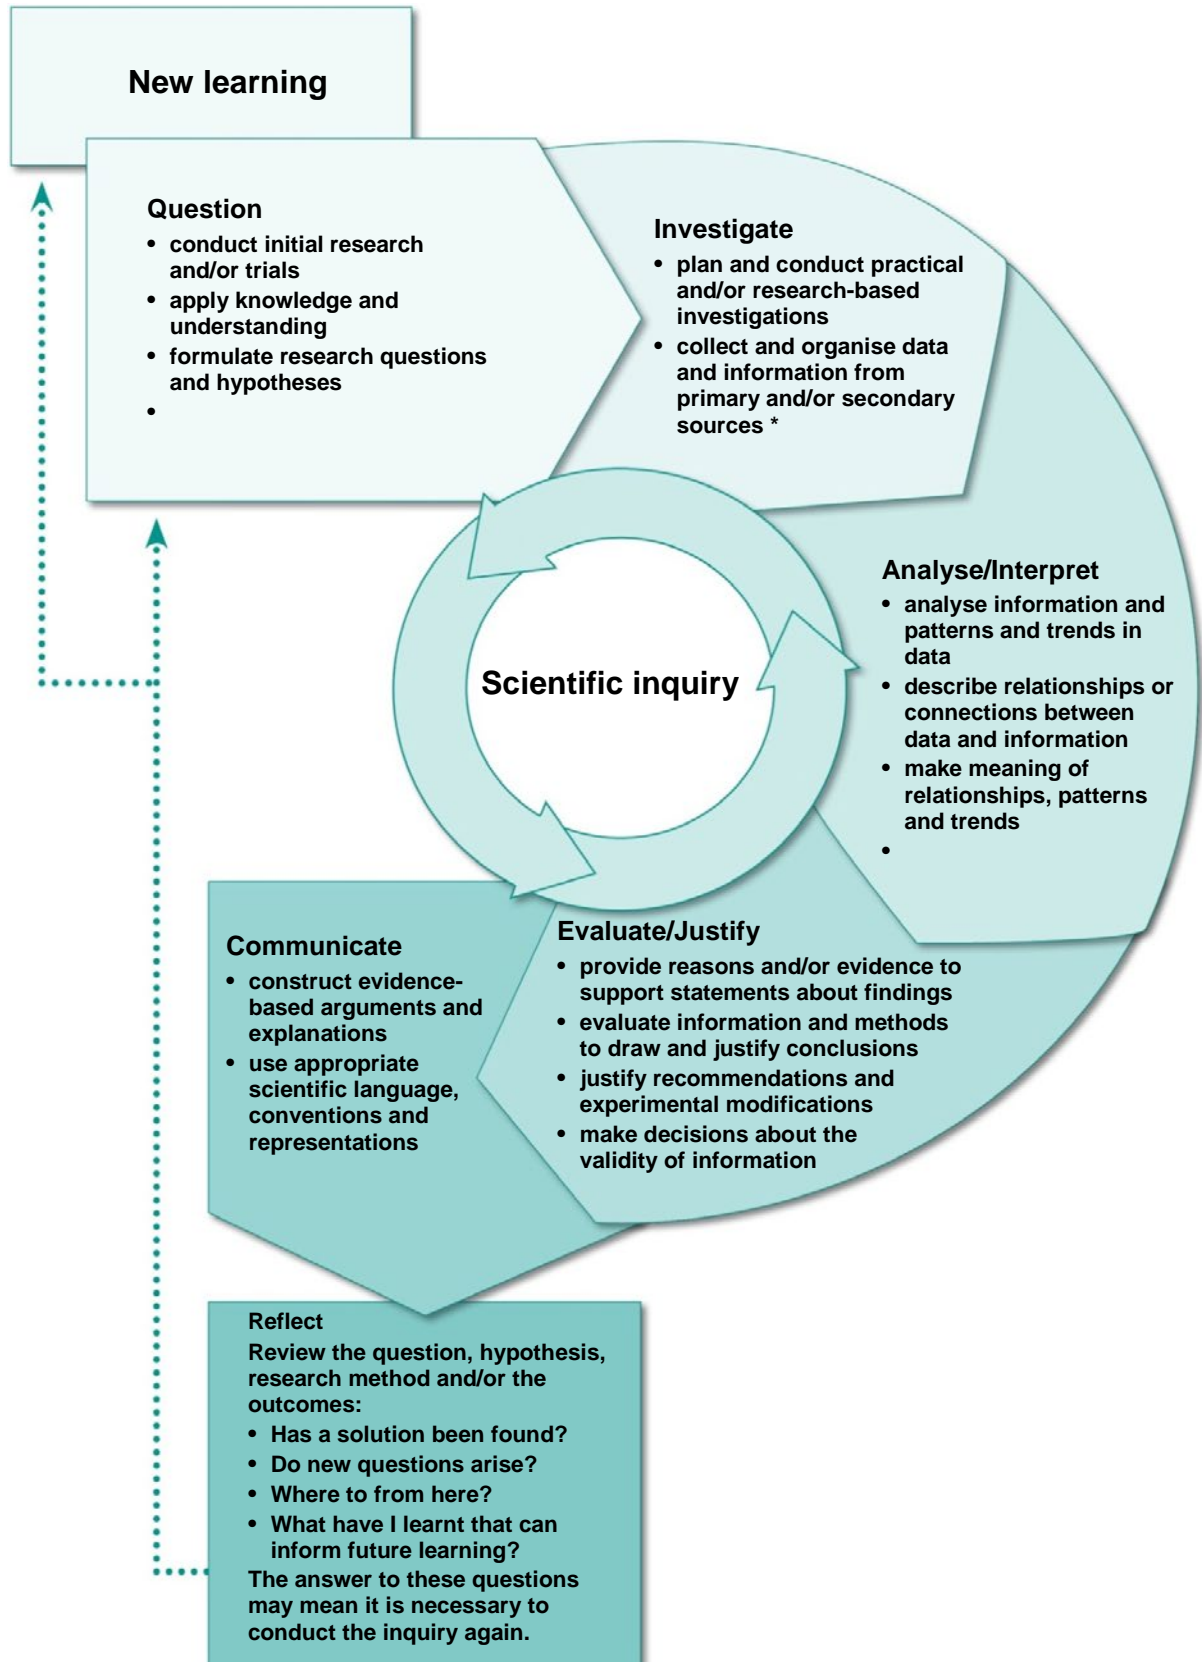 New learning
Question
• conduct initial research
and/or trials
• apply knowledge and
understanding
• formulate research questions
and hypotheses
•
Investigate
• plan and conduct practical
and/or research-based
investigations
• collect and organise data
and information from
primary and/or secondary
sources *
Analyse/Interpret
• analyse information and
patterns and trends in
data
• describe relationships or
connections between
data and information
• make meaning of
relationships, patterns
and trends
•
Scientific inquiry
Evaluate/Justify
• provide reasons and/or evidence to
support statements about findings
• evaluate information and methods
to draw and justify conclusions
• justify recommendations and
experimental modifications
• make decisions about the
validity of information
Communicate
• construct evidence-
based arguments and
explanations
• use appropriate
scientific language,
conventions and
representations
Reflect
Review the question, hypothesis,
research method and/or the
outcomes:
• Has a solution been found?
• Do new questions arise?
• Where to from here?
• What have I learnt that can
inform future learning?
The answer to these questions
may mean it is necessary to
conduct the inquiry again.